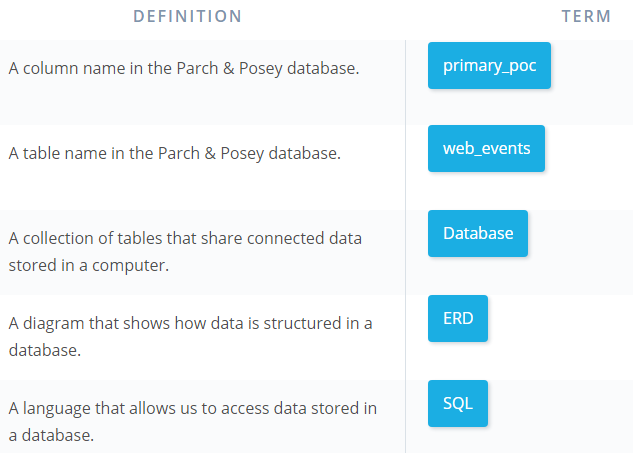 DEFINITION TERM
A column name in the Parch & Posey database. primary_poc
A table name in the Parch & Posey database. web_events
A collection of tables that share connected data
stored in a computer.
Database
A diagram that shows how data is structured in a
database.
ERD
A language that allows us to access data stored in
a database.
SQL